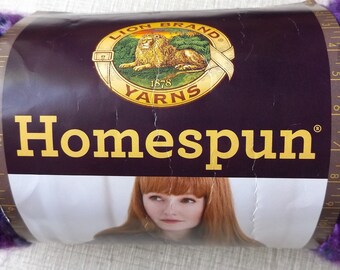 LION BRAND
1878
YARNS
Homespun®